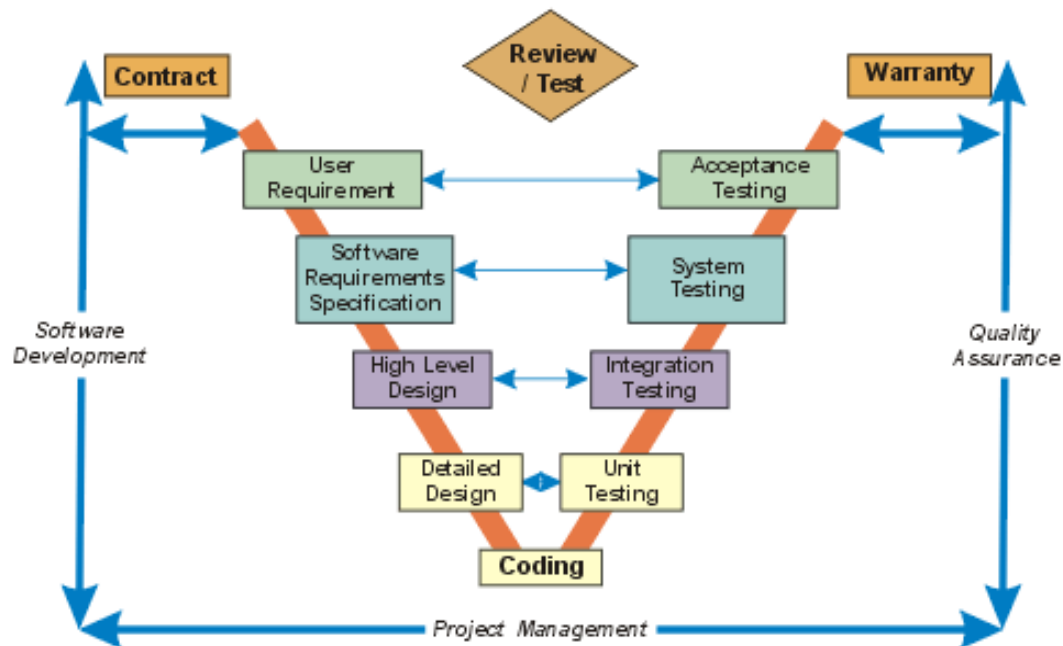 Contract
Review
/ Test
Warranty
User
Requirement
Acceptance
Testing
Software
Requirements
Specification
System
Testing
Software
Development
Quality
Assurance
High Level
Design
Integration
Testing
Detailed
Design
Unit
Testing
Coding
Project Management